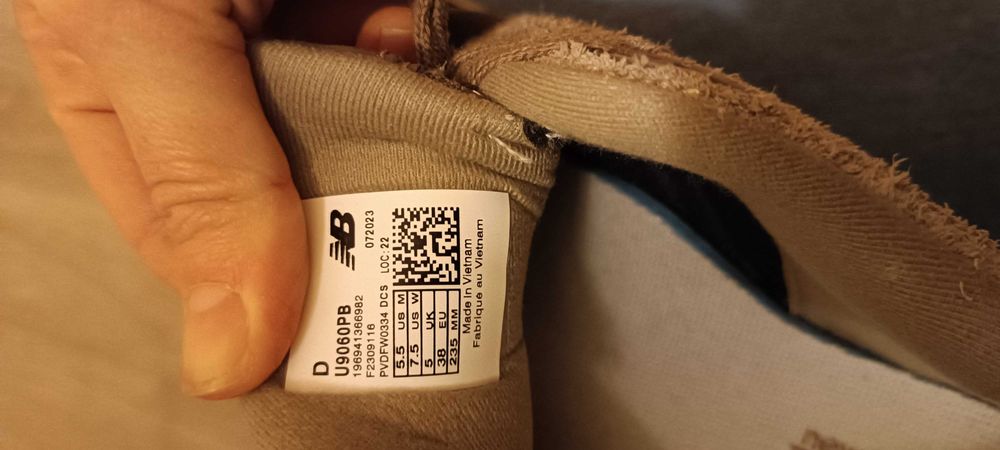 NB
072023
LOC: 22
D
U9060PB
196941366982
F2309116
PVDFW0334 DCS
5.5 US M
7.5 US W
5 UK
38 EU
235 MM
Made in Vietnam
Fabriqué au Vietnam